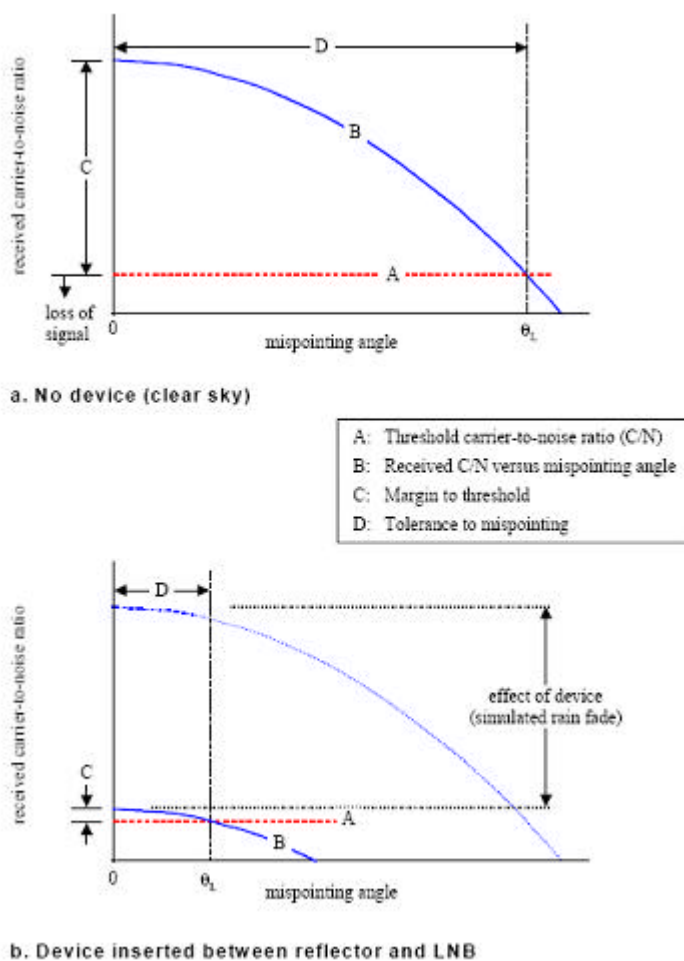 D
received carrier-to-noise ratio
B
C
A
loss of
signal
0
θL
mispointing angle
a. No device (clear sky)
A: Threshold carrier-to-noise ratio (C/N)
B: Received C/N versus mispointing angle
C: Margin to threshold
D: Tolerance to mispointing
D
received carrier-to-noise ratio
effect of device
(simulated rain fade)
C
A
B
0
θL
mispointing angle
b. Device inserted between reflector and LNB